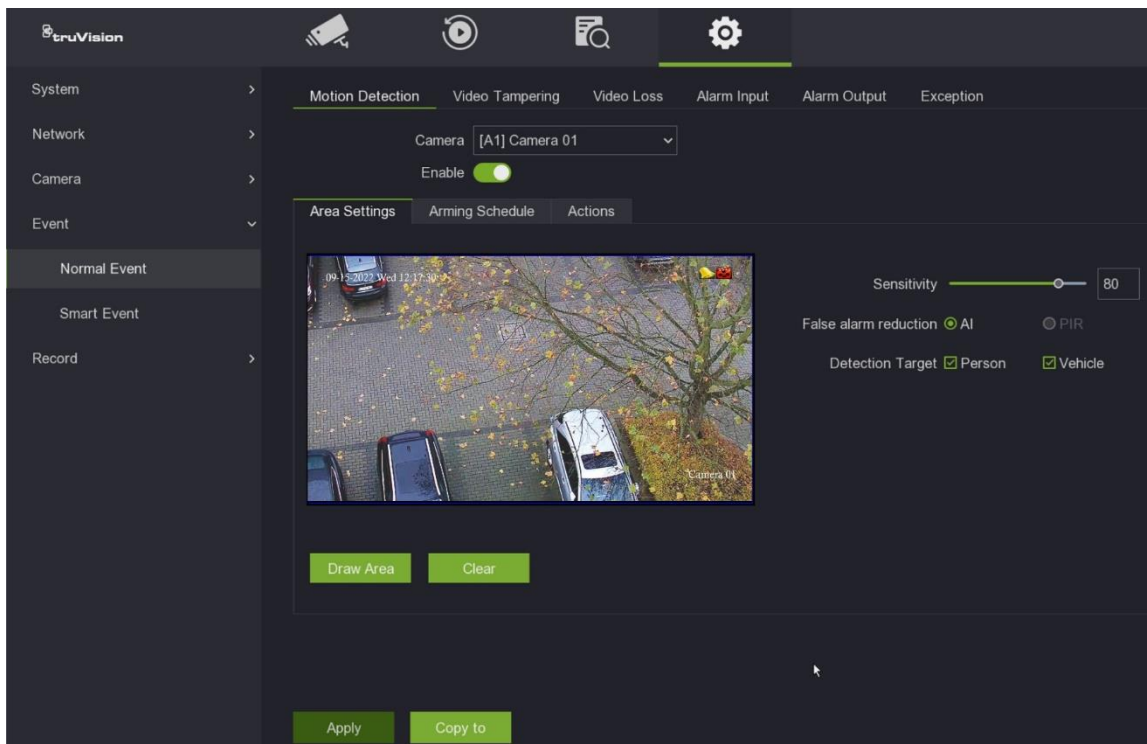 truVision
System
Network
Camera
Event
Normal Event
Smart Event
Record
Motion Detection Video Tampering Video Loss Alarm Input Alarm Output Exception
Camera [A1] Camera 01
Enable
Area Settings Arming Schedule Actions
09-15-2022 Wed 12:17:30
Camera 01
Sensitivity 80
False alarm reduction AI PIR
Detection Target Person Vehicle
Draw Area Clear
Apply Copy to